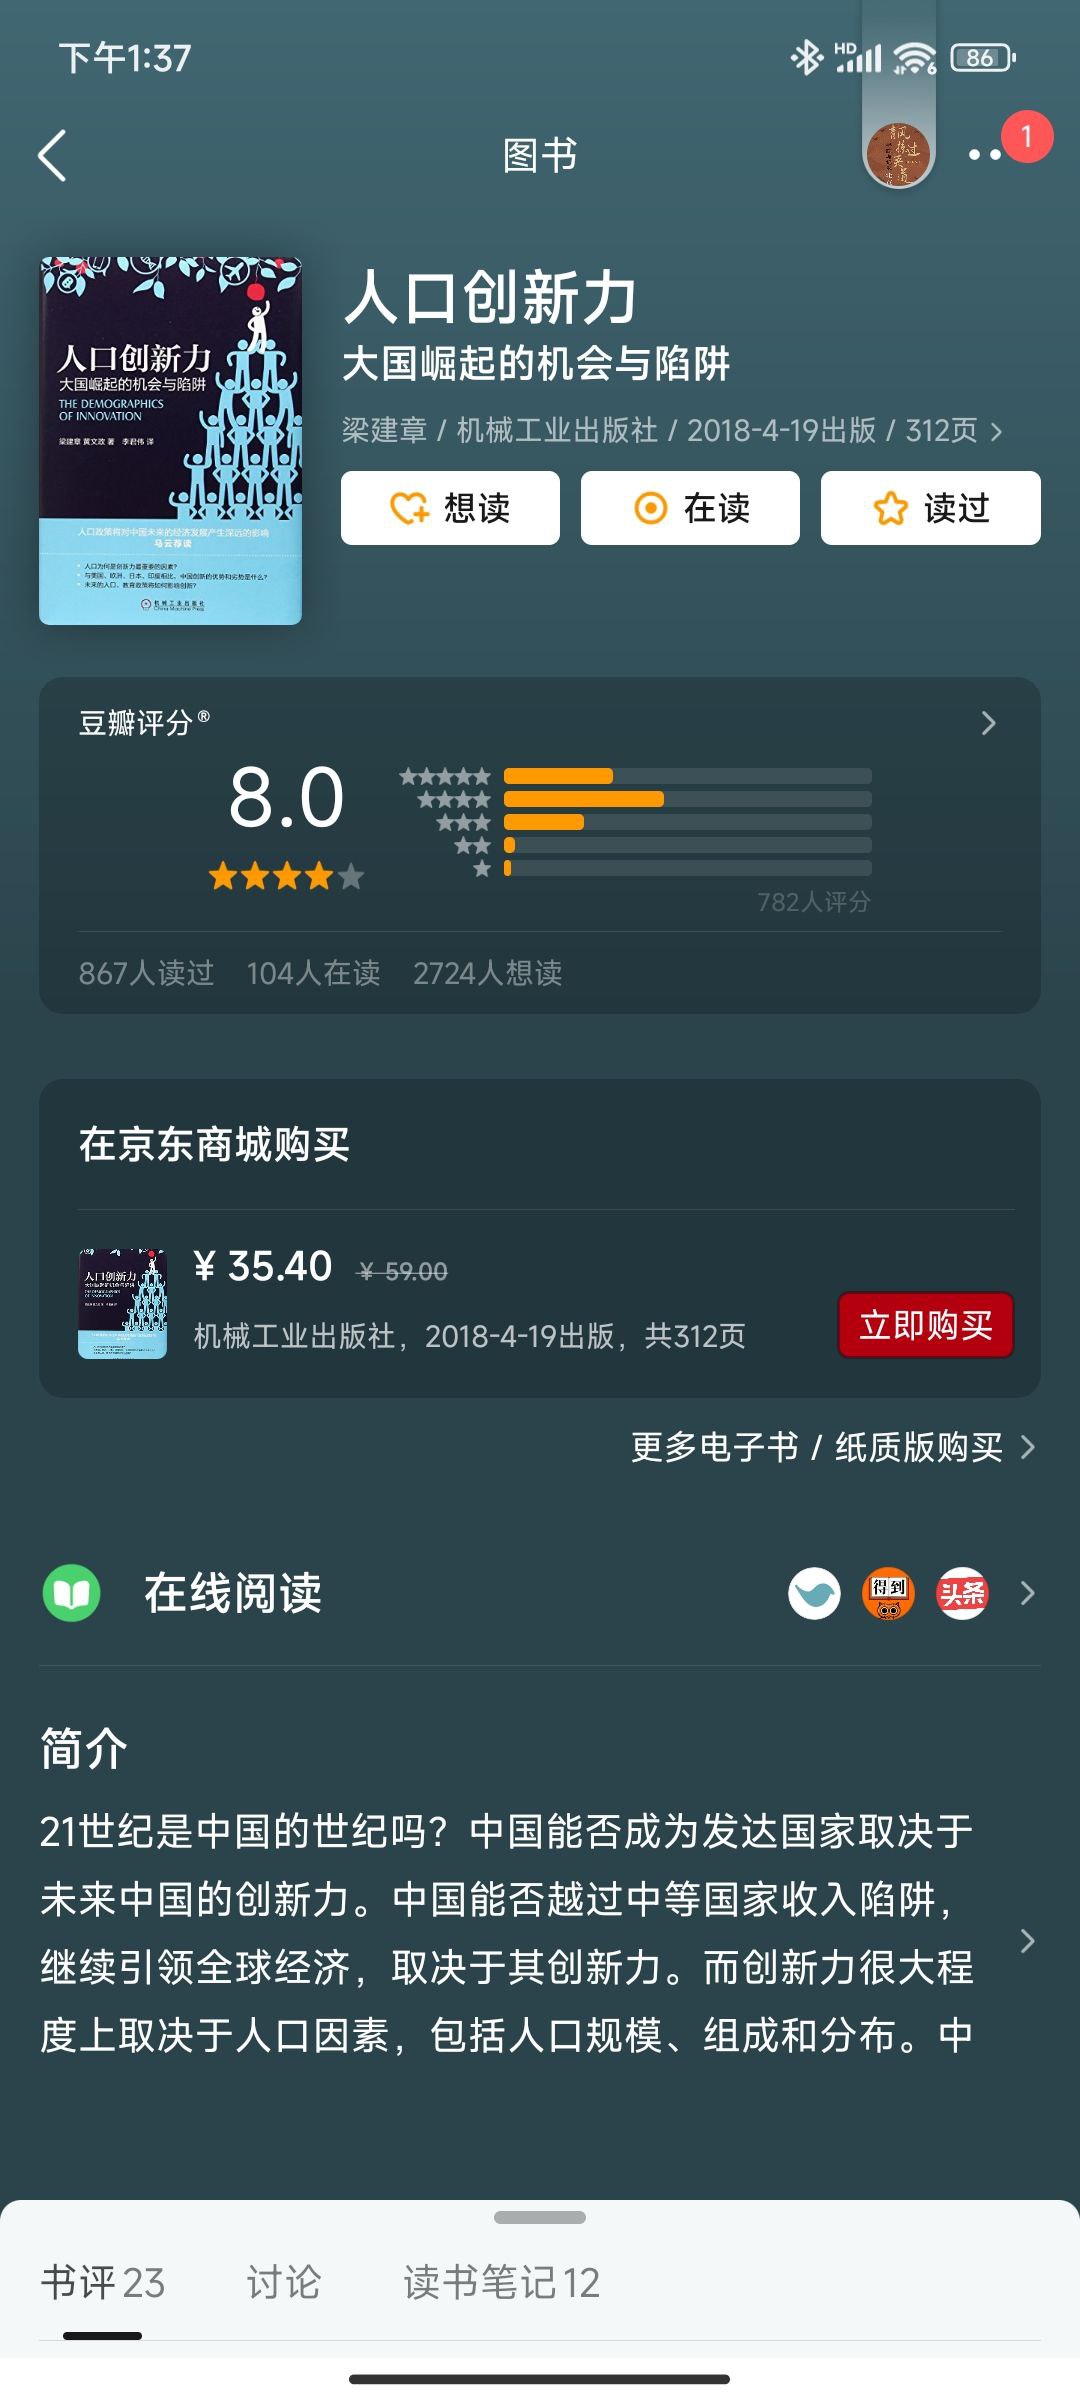 下午1:37
HD
6
86
图书
1
人口创新力
大国崛起的机会与陷阱
THE DEMOGRAPHICS
OF INNOVATION
梁建章 黄文政 著 李君伟 译
人口政策将对中国未来的经济发展产生深远的影响
马云荐读
人口为何是创新力最重要的因素?
与美国、欧洲、日本、印度相比,中国创新的优势和劣势是什么?
未来的人口、教育政策将如何影响创新?
机械工业出版社
China Machine Press
人口创新力
大国崛起的机会与陷阱
梁建章 / 机械工业出版社 / 2018-4-19出版 / 312页
想读
在读
读过
豆瓣评分®
8.0
782人评分
867人读过 104人在读 2724人想读
在京东商城购买
人口创新力
¥ 35.40 ¥ 59.00
机械工业出版社，2018-4-19出版，共312页
立即购买
更多电子书 / 纸质版购买
在线阅读
得到
头条
简介
21世纪是中国的世纪吗？中国能否成为发达国家取决于
未来中国的创新力。中国能否越过中等国家收入陷阱，
继续引领全球经济，取决于其创新力。而创新力很大程
度上取决于人口因素，包括人口规模、组成和分布。中
书评 23 讨论 读书笔记 12